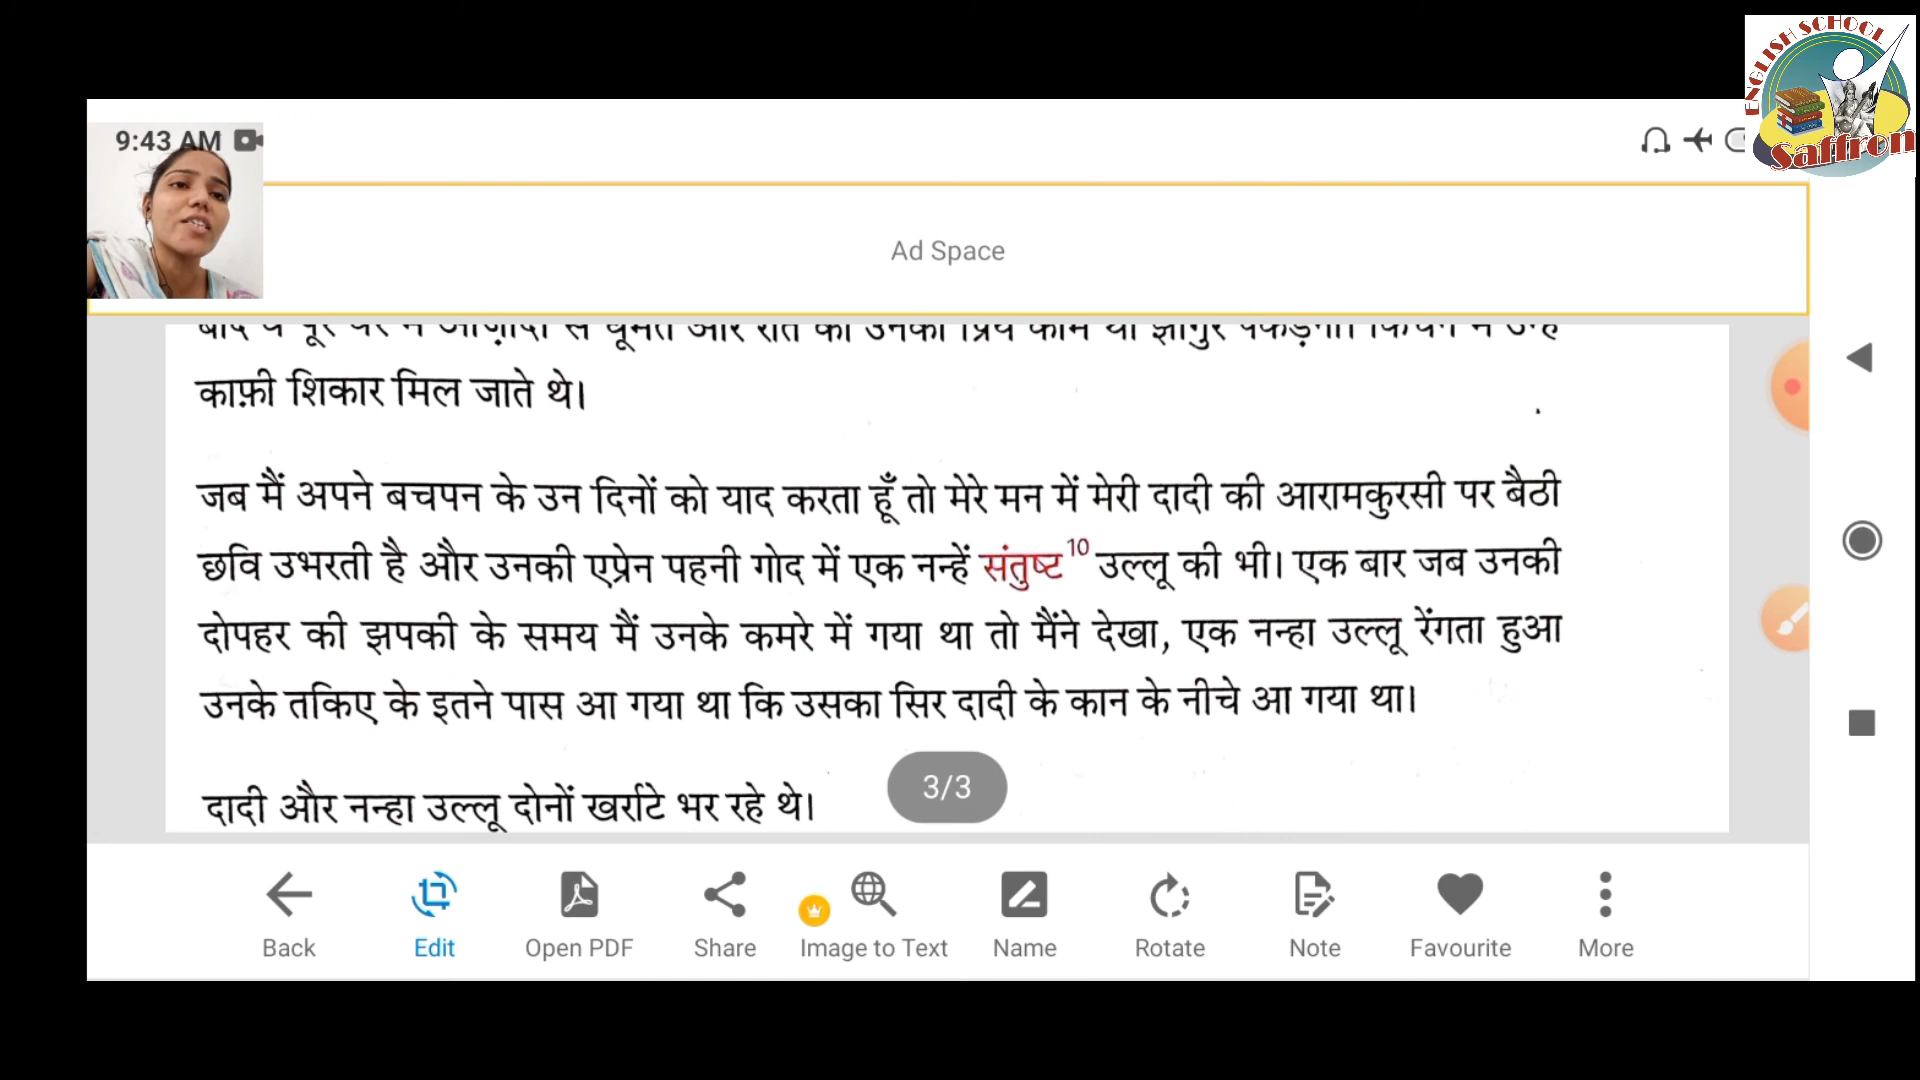 ENGLISH SCHOOL
Saffron
9:43 AM
Ad Space
काफ़ी शिकार मिल जाते थे।
जब मैं अपने बचपन के उन दिनों को याद करता हूँ तो मेरे मन में मेरी दादी की आरामकुरसी पर बैठी
छवि उभरती है और उनकी एप्रेन पहनी गोद में एक नन्हें संतुष्ट10 उल्लू की भी। एक बार जब उनकी
दोपहर की झपकी के समय मैं उनके कमरे में गया था तो मैंने देखा, एक नन्हा उल्लू रेंगता हुआ
उनके तकिए के इतने पास आ गया था कि उसका सिर दादी के कान के नीचे आ गया था।
दादी और नन्हा उल्लू दोनों खर्राटे भर रहे थे।
3/3
Back Edit Open PDF Share Image to Text Name Rotate Note Favourite More